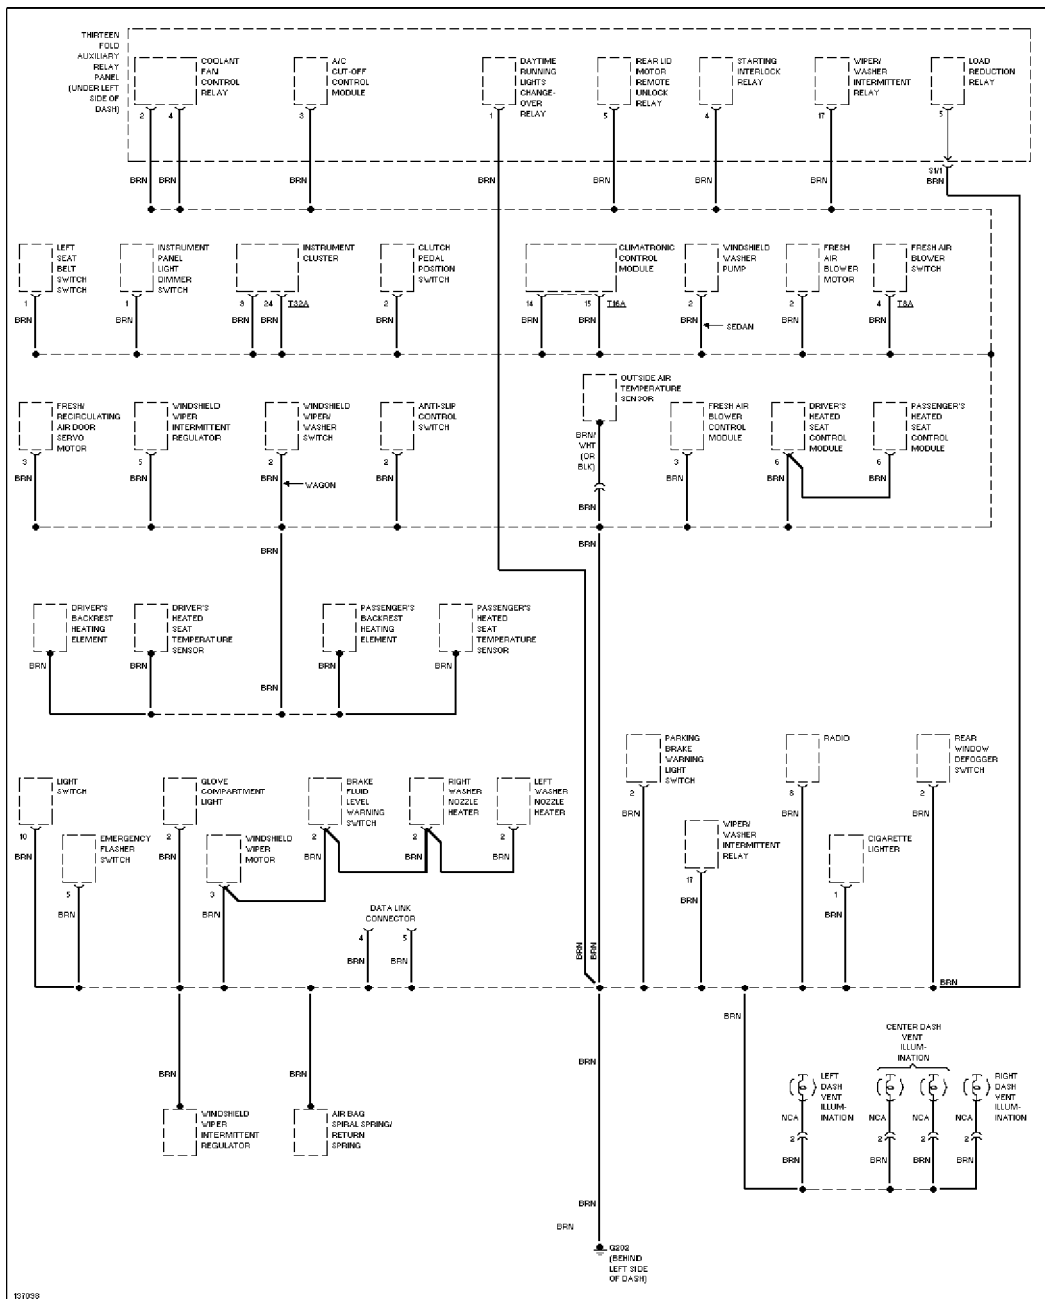 THIRTEEN
FOLD
AUXILIARY
RELAY
PANEL
(UNDER LEFT
SIDE OF
DASH)
COOLANT
FAN
CONTROL
RELAY
A/C
CUT-OFF
CONTROL
MODULE
DAYTIME
RUNNING
LIGHTS
CHANGE-
OVER
RELAY
REAR LID
MOTOR
REMOTE
UNLOCK
RELAY
STARTING
INTERLOCK
RELAY
WIPER/
WASHER
INTERMITTENT
RELAY
LOAD
REDUCTION
RELAY
2 4 3 1 5 4 17 5
S1/1
BRN BRN BRN BRN BRN BRN BRN BRN
LEFT
SEAT
BELT
SWITCH
SWITCH
INSTRUMENT
PANEL
LIGHT
DIMMER
SWITCH
INSTRUMENT
CLUSTER
CLUTCH
PEDAL
POSITION
SWITCH
CLIMATRONIC
CONTROL
MODULE
WINDSHIELD
WASHER
PUMP
FRESH
AIR
BLOWER
MOTOR
FRESH AIR
BLOWER
SWITCH
1 1 8 24 T32A 2 14 15 T16A 2 2 4 T8A
BRN BRN BRN BRN BRN BRN BRN BRN BRN BRN
SEDAN
FRESH/
RECIRCULATING
AIR DOOR
SERVO
MOTOR
WINDSHIELD
WIPER
INTERMITTENT
REGULATOR
WINDSHIELD
WIPER/
WASHER
SWITCH
ANTI-SLIP
CONTROL
SWITCH
OUTSIDE AIR
TEMPERATURE
SENSOR
FRESH AIR
BLOWER
CONTROL
MODULE
DRIVER'S
HEATED
SEAT
CONTROL
MODULE
PASSENGER'S
HEATED
SEAT
CONTROL
MODULE
BRN/
WHT
(OR
BLK)
3 5 2 2 3 6 6
BRN BRN BRN BRN BRN BRN BRN
WAGON
BRN
BRN BRN
DRIVER'S
BACKREST
HEATING
ELEMENT
DRIVER'S
HEATED
SEAT
TEMPERATURE
SENSOR
PASSENGER'S
BACKREST
HEATING
ELEMENT
PASSENGER'S
HEATED
SEAT
TEMPERATURE
SENSOR
BRN BRN BRN BRN
BRN
PARKING
BRAKE
WARNING
LIGHT
SWITCH
RADIO
REAR
WINDOW
DEFOGGER
SWITCH
2 8 2
BRN BRN BRN
LIGHT
SWITCH
GLOVE
COMPARTMENT
LIGHT
BRAKE
FLUID
LEVEL
WARNING
SWITCH
RIGHT
WASHER
NOZZLE
HEATER
LEFT
WASHER
NOZZLE
HEATER
10 2 2 2 2
BRN BRN BRN BRN BRN
EMERGENCY
FLASHER
SWITCH
WINDSHIELD
WIPER
MOTOR
WIPER/
WASHER
INTERMITTENT
RELAY
CIGARETTE
LIGHTER
5 3 17 1
BRN BRN BRN BRN
DATA LINK
CONNECTOR
4 5
BRN BRN
BRN BRN
BRN
BRN
BRN BRN
BRN
WINDSHIELD
WIPER
INTERMITTENT
REGULATOR
AIR BAG
SPIRAL SPRING/
RETURN
SPRING
CENTER DASH
VENT
ILLUM-
INATION
LEFT
DASH
VENT
ILLUM-
INATION
RIGHT
DASH
VENT
ILLUM-
INATION
NCA NCA NCA NCA
2 2 2 2
BRN BRN BRN BRN
BRN
BRN
G202
(BEHIND
LEFT SIDE
OF DASH)
137098